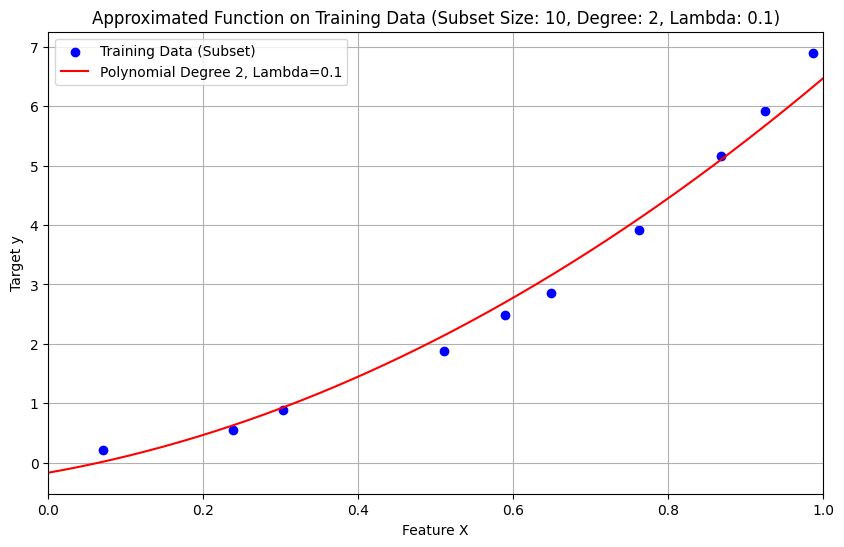 Approximated Function on Training Data (Subset Size: 10, Degree: 2, Lambda: 0.1)
Training Data (Subset)
Polynomial Degree 2, Lambda=0.1
7
6
5
4
3
2
1
0
Target y
0.0 0.2 0.4 0.6 0.8 1.0
Feature X